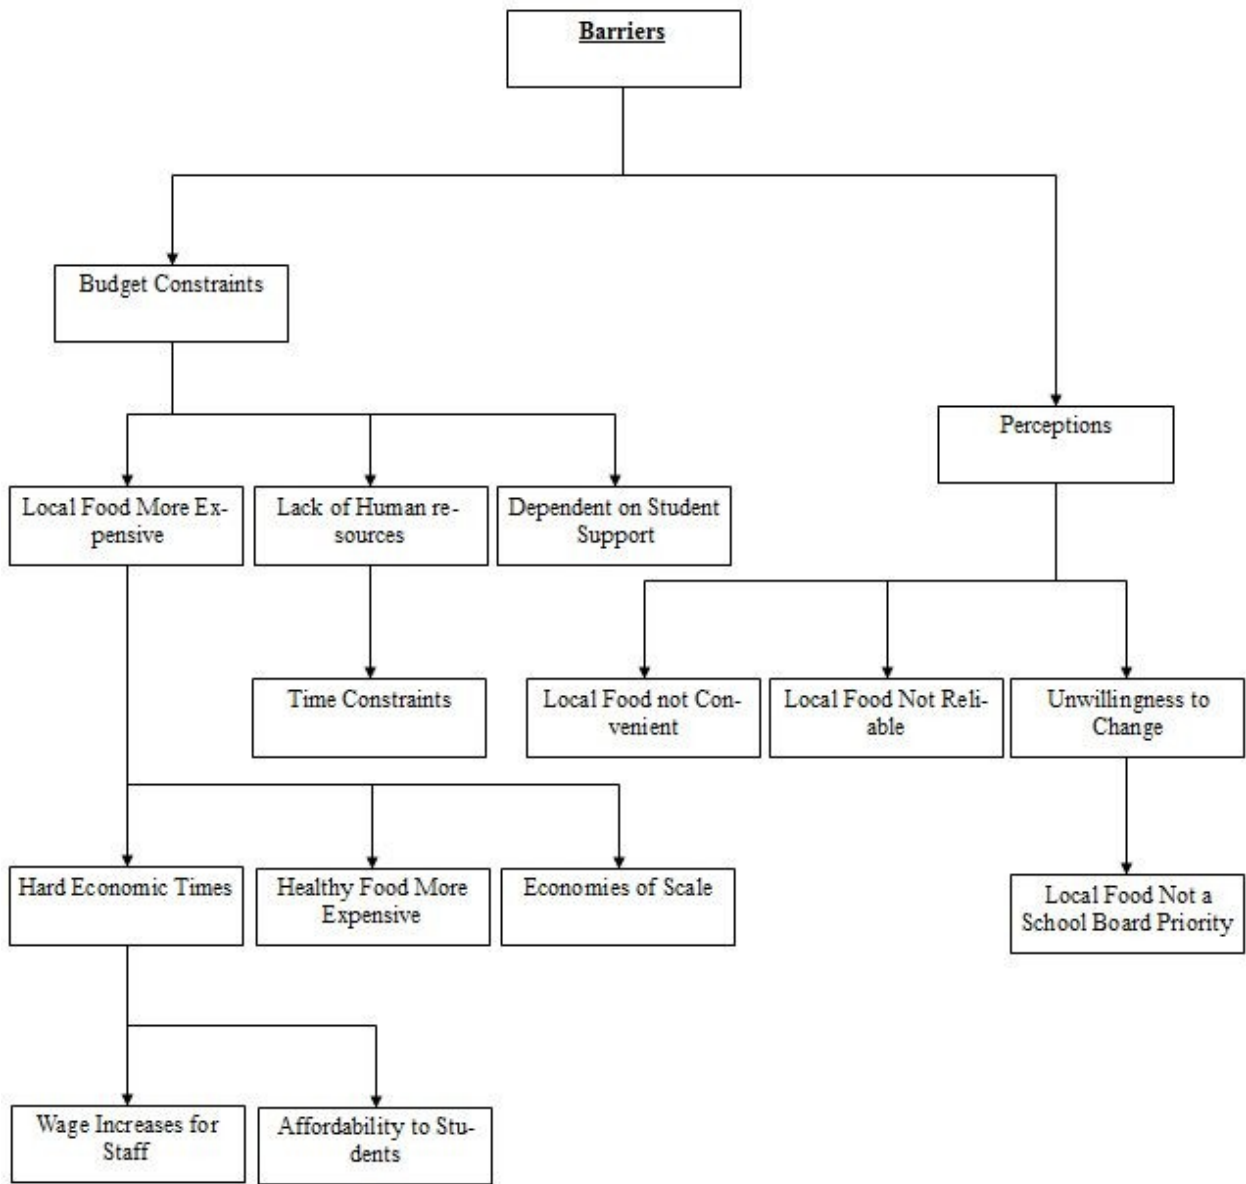 Barriers
Budget Constraints
Perceptions
Local Food More Ex-
pensive
Lack of Human re-
sources
Dependent on Student
Support
Time Constraints
Local Food not Con-
venient
Local Food Not Reli-
able
Unwillingness to
Change
Hard Economic Times
Healthy Food More
Expensive
Economies of Scale
Local Food Not a
School Board Priority
Wage Increases for
Staff
Affordability to Stu-
dents